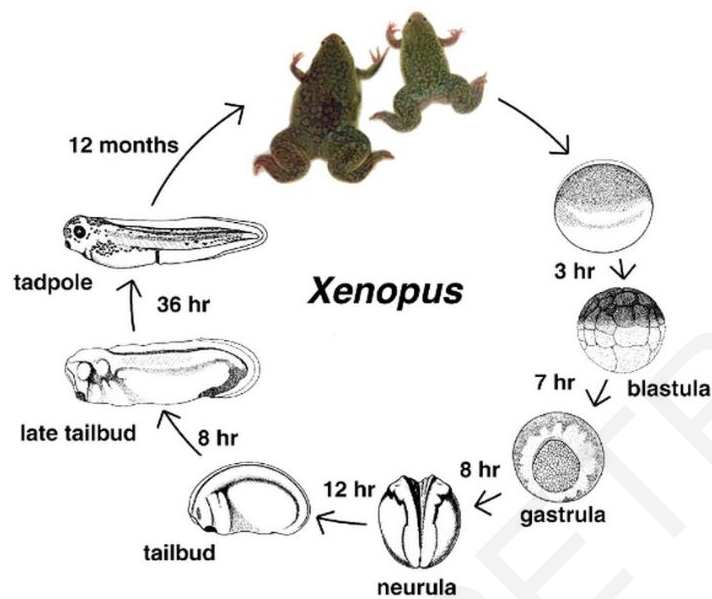 Xenopus
3 hr
blastula
7 hr
gastrula
8 hr
neurula
12 hr
tailbud
8 hr
late tailbud
36 hr
tadpole
12 months